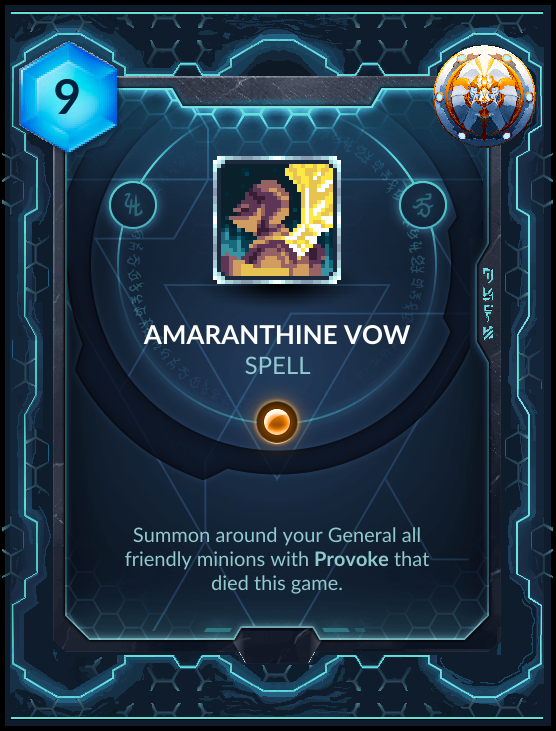 9
AMARANTHINE VOW
SPELL
Summon around your General all
friendly minions with Provoke that
died this game.